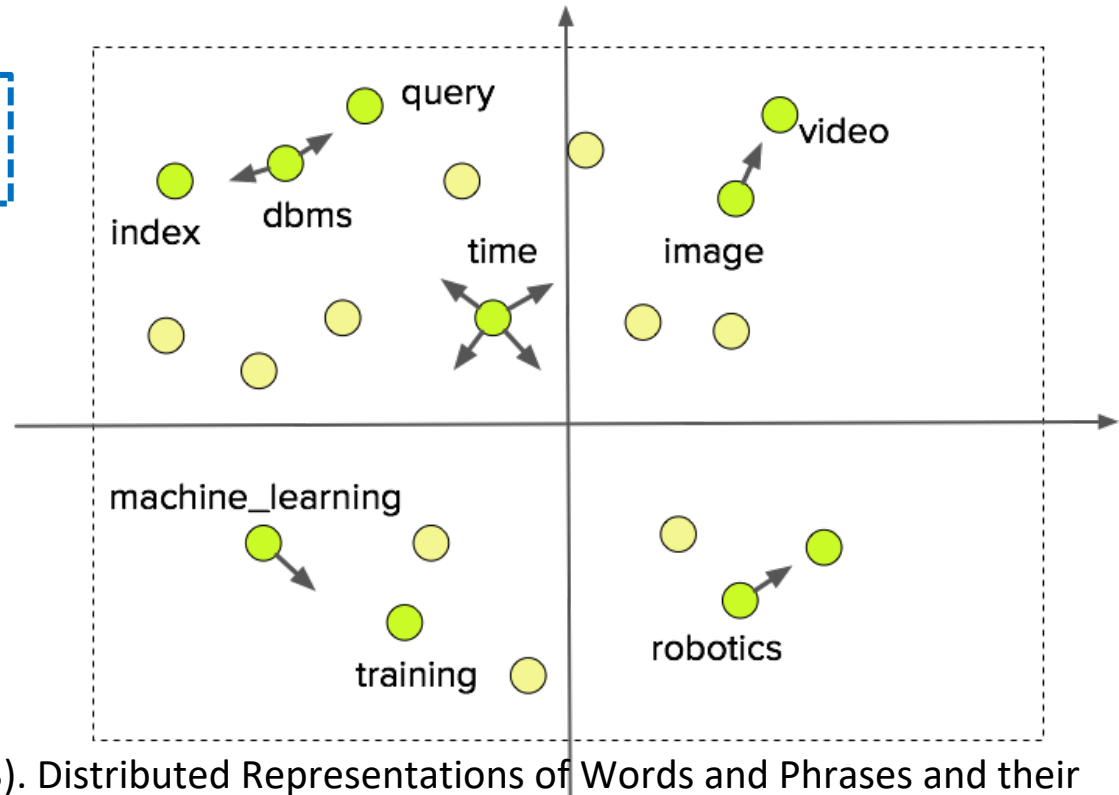 query
video
dbms
index
time
image
machine_learning
robotics
training
). Distributed Representations of Words and Phrases and their